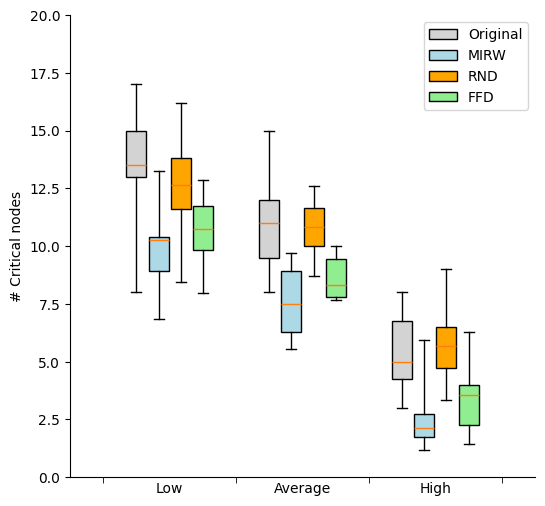 20.0
17.5
15.0
12.5
10.0
7.5
5.0
2.5
0.0
# Critical nodes
Low
Average
High
Original
MIRW
RND
FFD